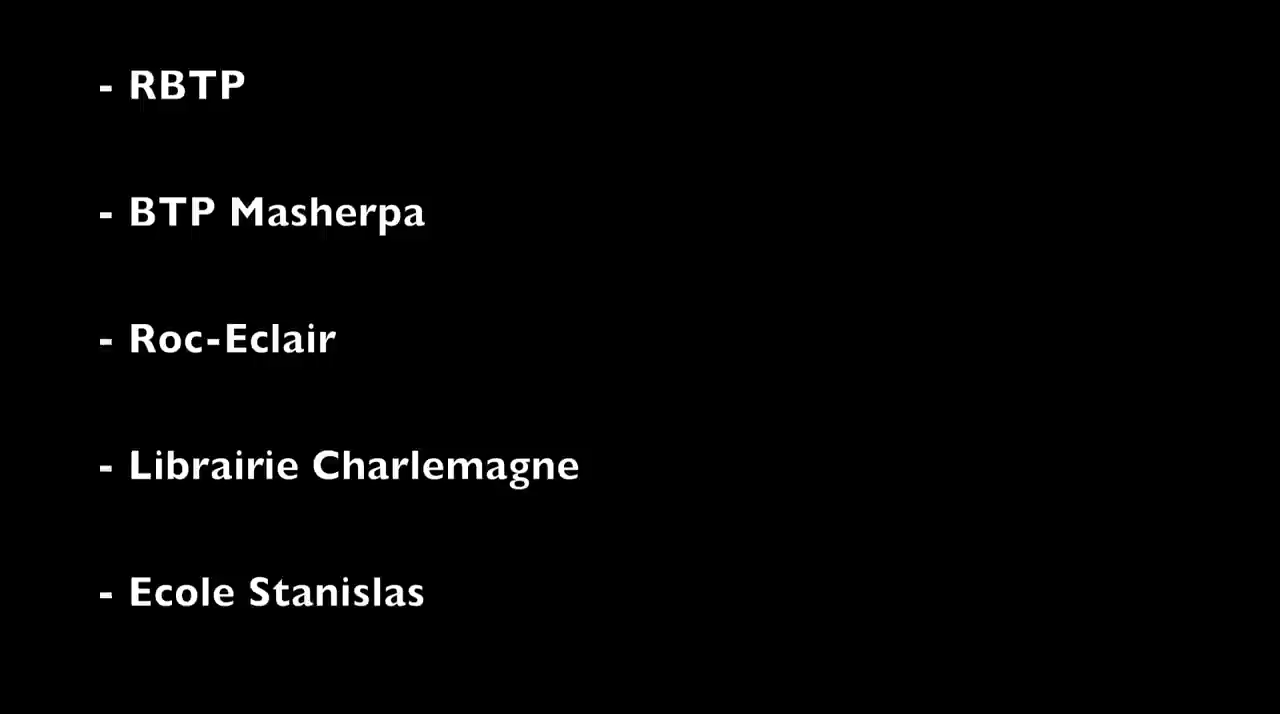 - RBTP
- BTP Masherpa
- Roc-Eclair
- Librairie Charlemagne
- Ecole Stanislas